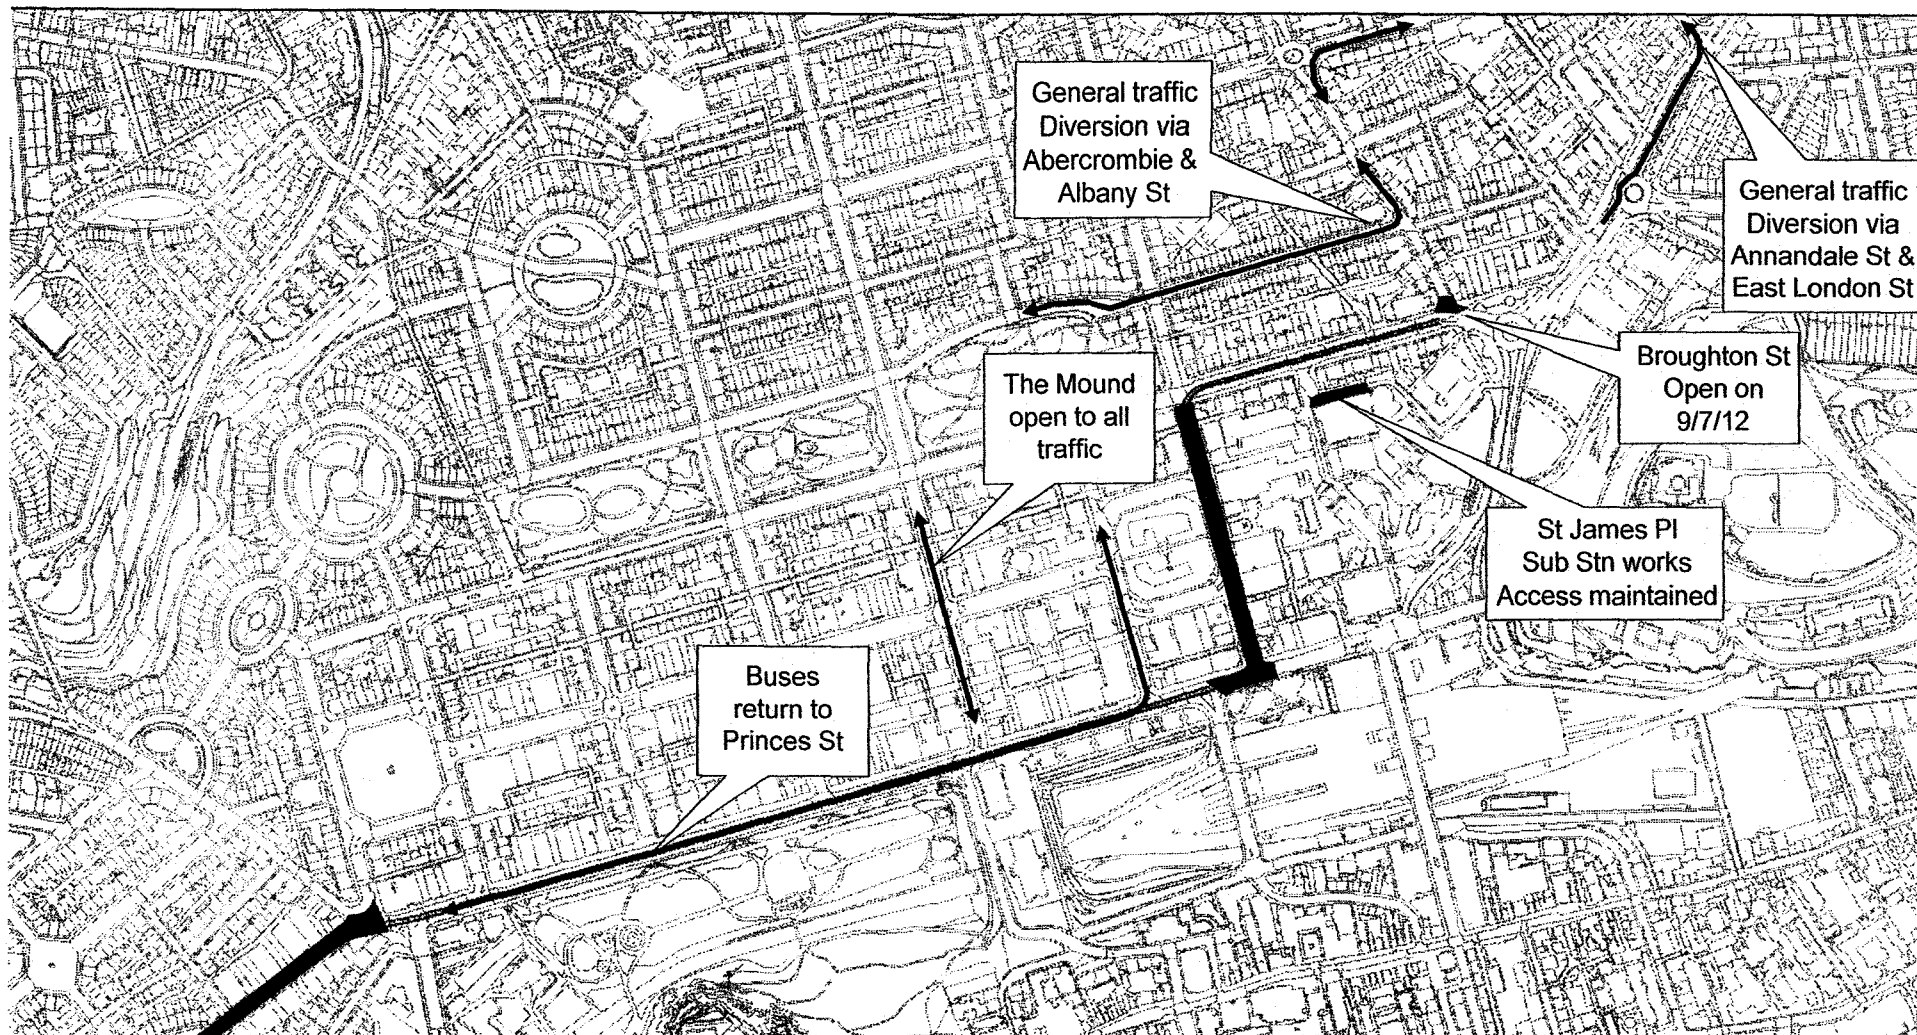 General traffic
Diversion via
Abercrombie &
Albany St
General traffic
Diversion via
Annandale St &
East London St
The Mound
open to all
traffic
Broughton St
Open on
9/7/12
St James Pl
Sub Stn works
Access maintained
Buses
return to
Princes St